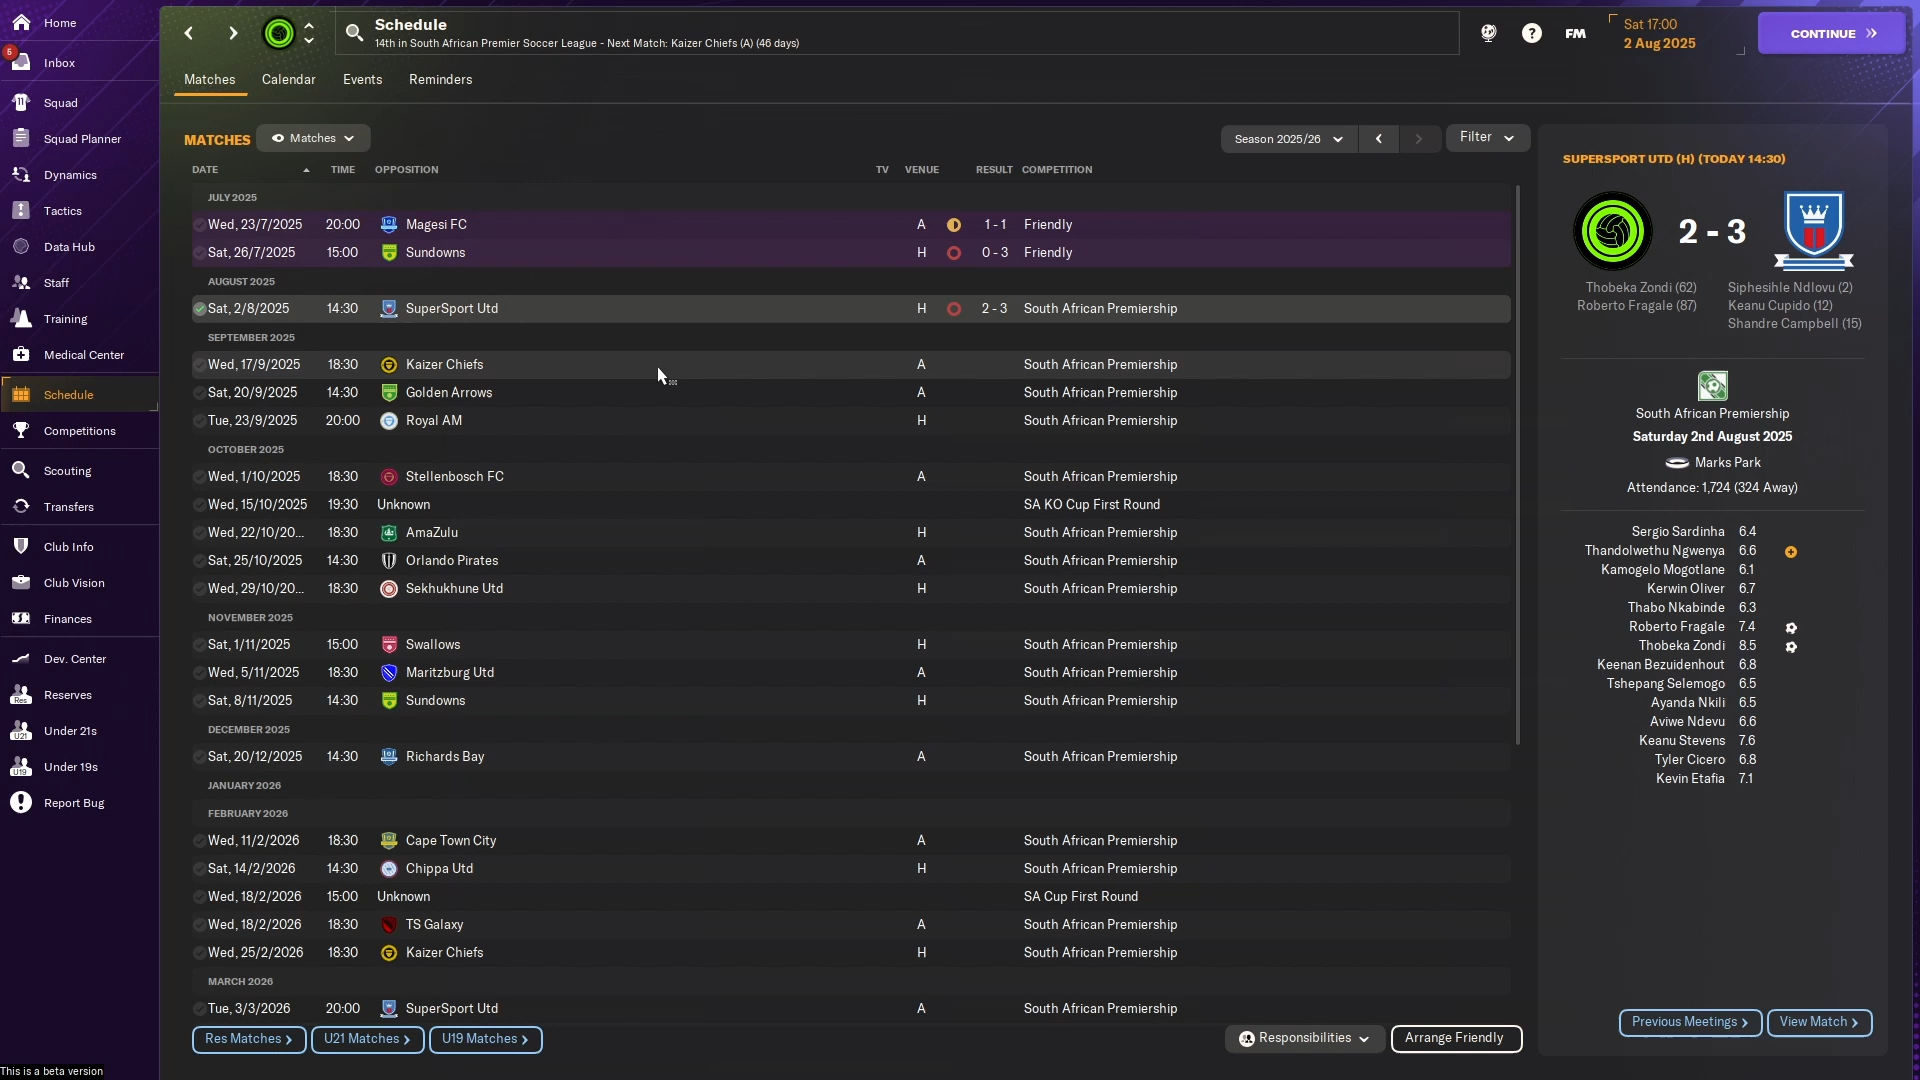 Home
5
Inbox
Squad
Squad Planner
Dynamics
Tactics
Data Hub
Staff
Training
Medical Center
Schedule
Competitions
Scouting
Transfers
Club Info
Club Vision
Finances
Dev. Center
Res
Reserves
U21
Under 21s
U19
Under 19s
Report Bug
This is a beta version
Schedule
14th in South African Premier Soccer League - Next Match: Kaizer Chiefs (A) (46 days)
?
FM
Sat 17:00
2 Aug 2025
CONTINUE
Matches Calendar Events Reminders
MATCHES Matches Season 2025/26 Filter
DATE TIME OPPOSITION TV VENUE RESULT COMPETITION
JULY 2025
Wed, 23/7/2025 20:00 Magesi FC A 1 - 1 Friendly
Sat, 26/7/2025 15:00 Sundowns H 0 - 3 Friendly
AUGUST 2025
Sat, 2/8/2025 14:30 SuperSport Utd H 2 - 3 South African Premiership
SEPTEMBER 2025
Wed, 17/9/2025 18:30 Kaizer Chiefs A South African Premiership
Sat, 20/9/2025 14:30 Golden Arrows A South African Premiership
Tue, 23/9/2025 20:00 Royal AM H South African Premiership
OCTOBER 2025
Wed, 1/10/2025 18:30 Stellenbosch FC A South African Premiership
Wed, 15/10/2025 19:30 Unknown SA KO Cup First Round
Wed, 22/10/20... 18:30 AmaZulu H South African Premiership
Sat, 25/10/2025 14:30 Orlando Pirates A South African Premiership
Wed, 29/10/20... 18:30 Sekhukhune Utd H South African Premiership
NOVEMBER 2025
Sat, 1/11/2025 15:00 Swallows H South African Premiership
Wed, 5/11/2025 18:30 Maritzburg Utd A South African Premiership
Sat, 8/11/2025 14:30 Sundowns H South African Premiership
DECEMBER 2025
Sat, 20/12/2025 14:30 Richards Bay A South African Premiership
JANUARY 2026
FEBRUARY 2026
Wed, 11/2/2026 18:30 Cape Town City A South African Premiership
Sat, 14/2/2026 14:30 Chippa Utd H South African Premiership
Wed, 18/2/2026 15:00 Unknown SA Cup First Round
Wed, 18/2/2026 18:30 TS Galaxy A South African Premiership
Wed, 25/2/2026 18:30 Kaizer Chiefs H South African Premiership
MARCH 2026
Tue, 3/3/2026 20:00 SuperSport Utd A South African Premiership
Res Matches U21 Matches U19 Matches Responsibilities Arrange Friendly
SUPERSPORT UTD (H) (TODAY 14:30)
2 - 3
Thobeka Zondi (62) Siphesihle Ndlovu (2)
Roberto Fragale (87) Keanu Cupido (12)
Shandre Campbell (15)
South African Premiership
Saturday 2nd August 2025
Marks Park
Attendance: 1,724 (324 Away)
Sergio Sardinha 6.4
Thandolwethu Ngwenya 6.6
Kamogelo Mogotlane 6.1
Kerwin Oliver 6.7
Thabo Nkabinde 6.3
Roberto Fragale 7.4
Thobeka Zondi 8.5
Keenan Bezuidenhout 6.8
Tshepang Selemogo 6.5
Ayanda Nkili 6.5
Aviwe Ndevu 6.6
Keanu Stevens 7.6
Tyler Cicero 6.8
Kevin Etafia 7.1
Previous Meetings View Match